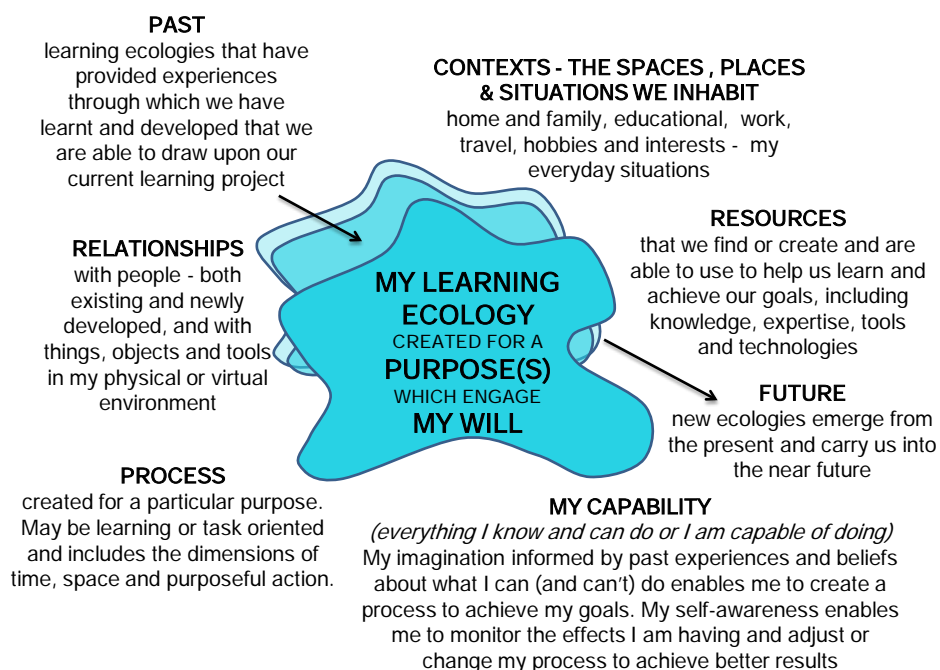 PAST
learning ecologies that have
provided experiences
through which we have
learnt and developed that we
are able to draw upon our
current learning project
CONTEXTS - THE SPACES , PLACES
& SITUATIONS WE INHABIT
home and family, educational, work,
travel, hobbies and interests - my
everyday situations
RELATIONSHIPS
with people - both
existing and newly
developed, and with
things, objects and tools
in my physical or virtual
environment
MY LEARNING
ECOLOGY
CREATED FOR A
PURPOSE(S)
WHICH ENGAGE
MY WILL
RESOURCES
that we find or create and are
able to use to help us learn and
achieve our goals, including
knowledge, expertise, tools
and technologies
FUTURE
new ecologies emerge from
the present and carry us into
the near future
PROCESS
created for a particular purpose.
May be learning or task oriented
and includes the dimensions of
time, space and purposeful action.
MY CAPABILITY
(everything I know and can do or I am capable of doing)
My imagination informed by past experiences and beliefs
about what I can (and can't) do enables me to create a
process to achieve my goals. My self-awareness enables
me to monitor the effects I am having and adjust or
change my process to achieve better results